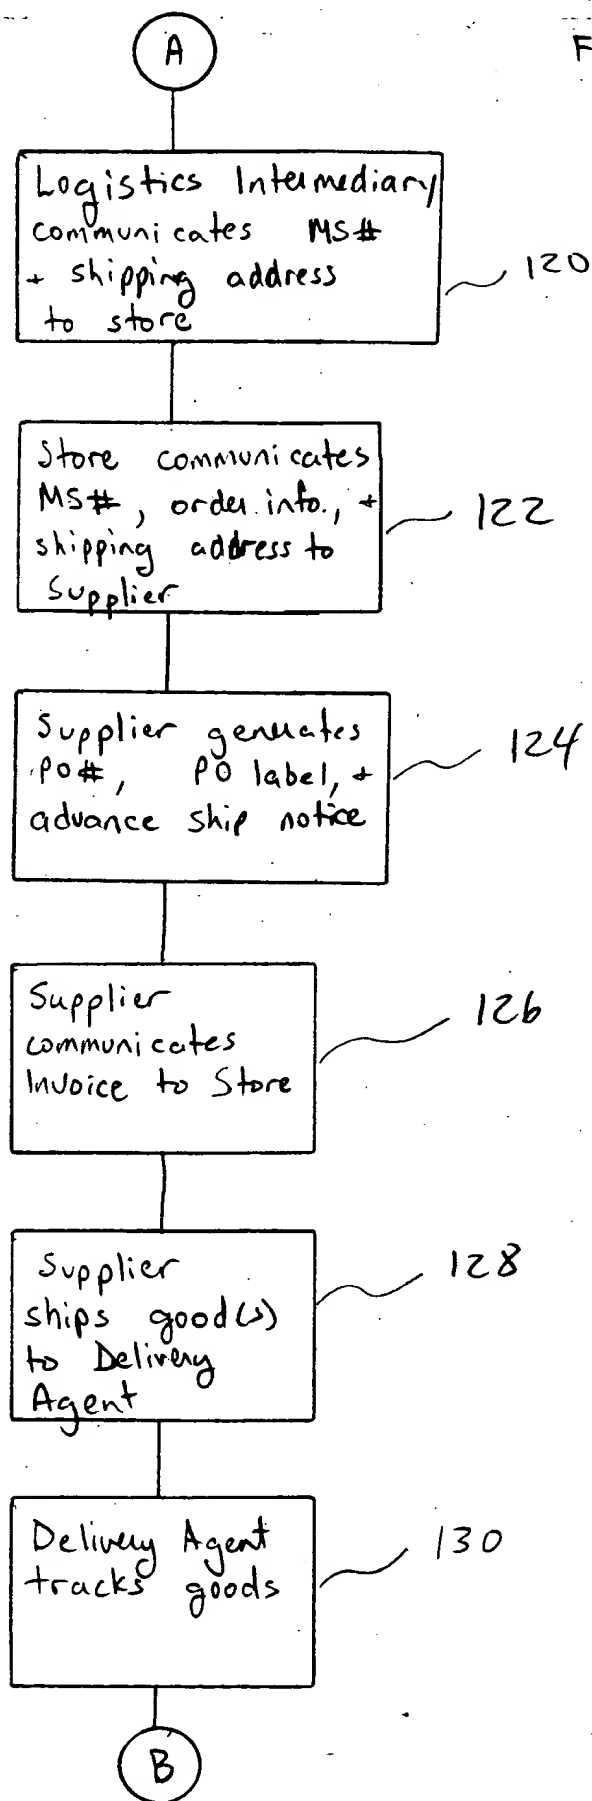 A
F
Logistics Intermediary
communicates MS#
+ shipping address
to store
120
Store communicates
MS#, order info., +
shipping address to
Supplier
122
Supplier generates
PO#, PO label, +
advance ship notice
124
Supplier
communicates
Invoice to Store
126
Supplier
ships good(s)
to Delivery
Agent
128
Delivery Agent
tracks goods
130
B